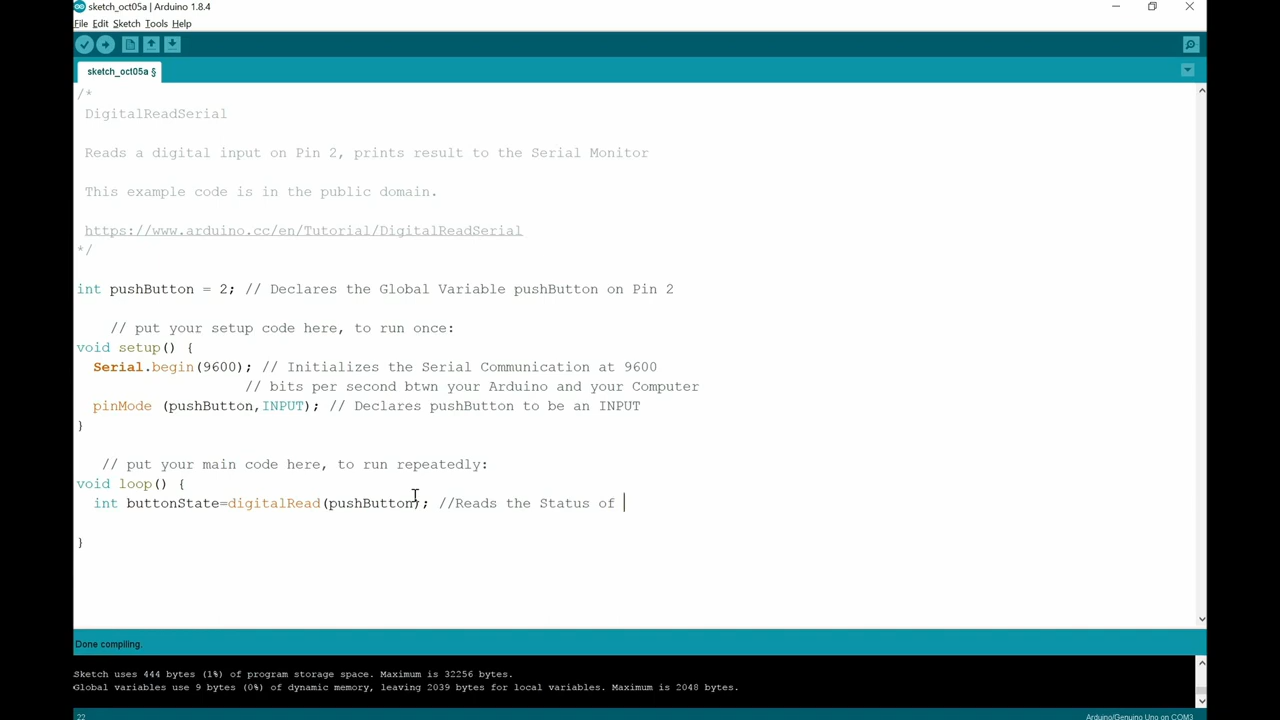 sketch_oct05a | Arduino 1.8.4
File Edit Sketch Tools Help
sketch_oct05a §
/*
DigitalReadSerial
Reads a digital input on Pin 2, prints result to the Serial Monitor
This example code is in the public domain.
https://www.arduino.cc/en/Tutorial/DigitalReadSerial
*/
int pushButton = 2; // Declares the Global Variable pushButton on Pin 2
// put your setup code here, to run once:
void setup() {
Serial.begin(9600); // Initializes the Serial Communication at 9600
// bits per second btwn your Arduino and your Computer
pinMode (pushButton,INPUT); // Declares pushButton to be an INPUT
}
// put your main code here, to run repeatedly:
void loop() {
int buttonState=digitalRead(pushButton); //Reads the Status of
}
Done compiling.
Sketch uses 444 bytes (1%) of program storage space. Maximum is 32256 bytes.
Global variables use 9 bytes (0%) of dynamic memory, leaving 2039 bytes for local variables. Maximum is 2048 bytes.
22 Arduino/Genuino Uno on COM3